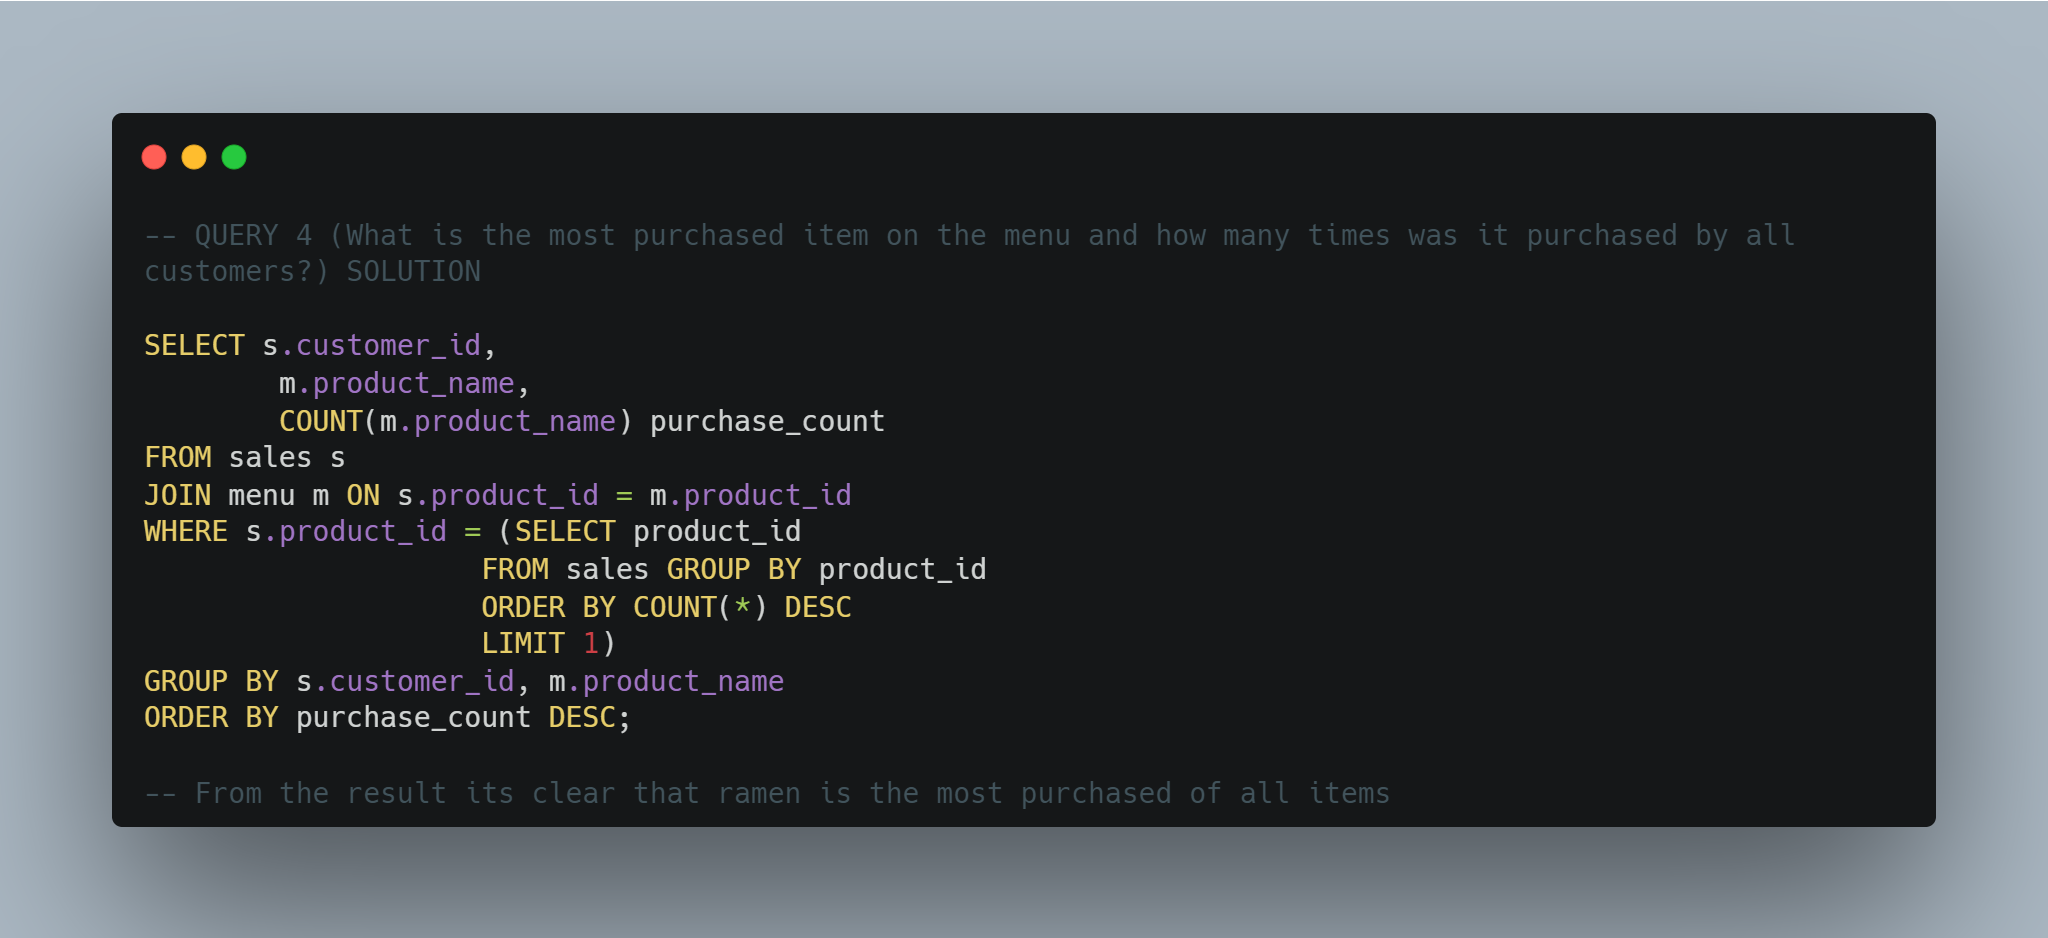 -- QUERY 4 (What is the most purchased item on the menu and how many times was it purchased by all
customers?) SOLUTION
SELECT s.customer_id,
        m.product_name,
        COUNT(m.product_name) purchase_count
FROM sales s
JOIN menu m ON s.product_id = m.product_id
WHERE s.product_id = (SELECT product_id
                    FROM sales GROUP BY product_id
                    ORDER BY COUNT(*) DESC
                    LIMIT 1)
GROUP BY s.customer_id, m.product_name
ORDER BY purchase_count DESC;
-- From the result its clear that ramen is the most purchased of all items